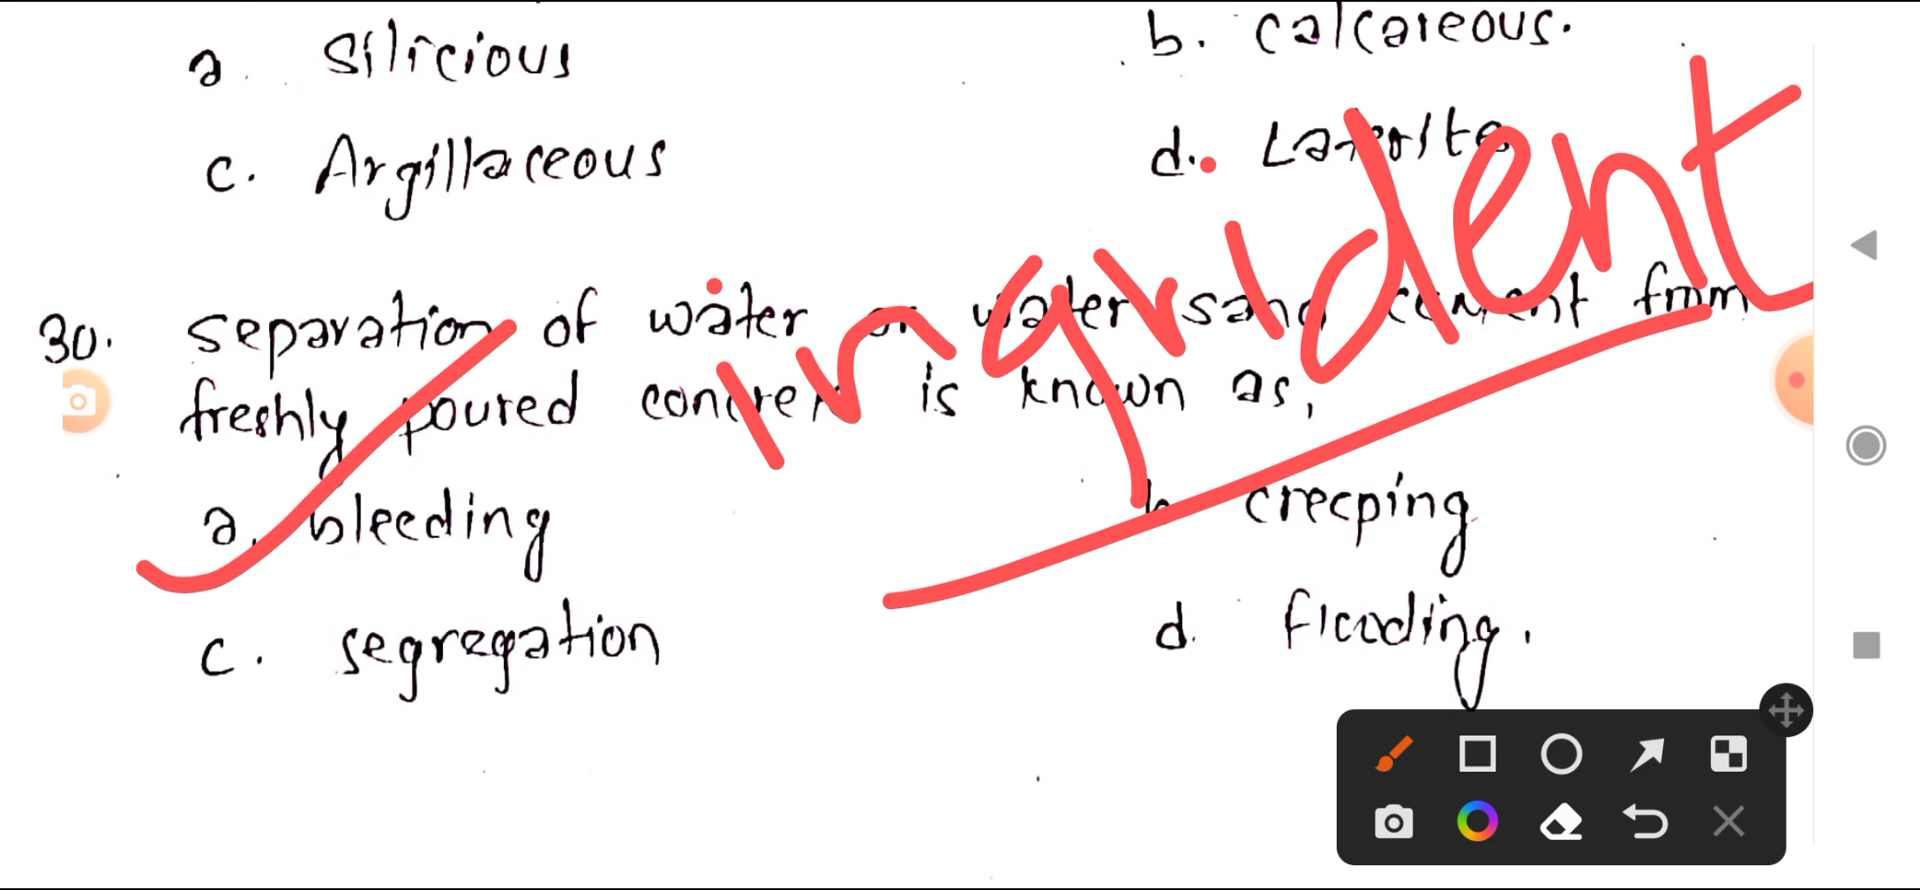 a. Silicious b. calcareous.
c. Argillaceous d. Laterite
30. separation of water or water sand cement from
freshly poured concrete is known as,
ingrident
a. bleeding b creeping
c. segregation d. flooding.